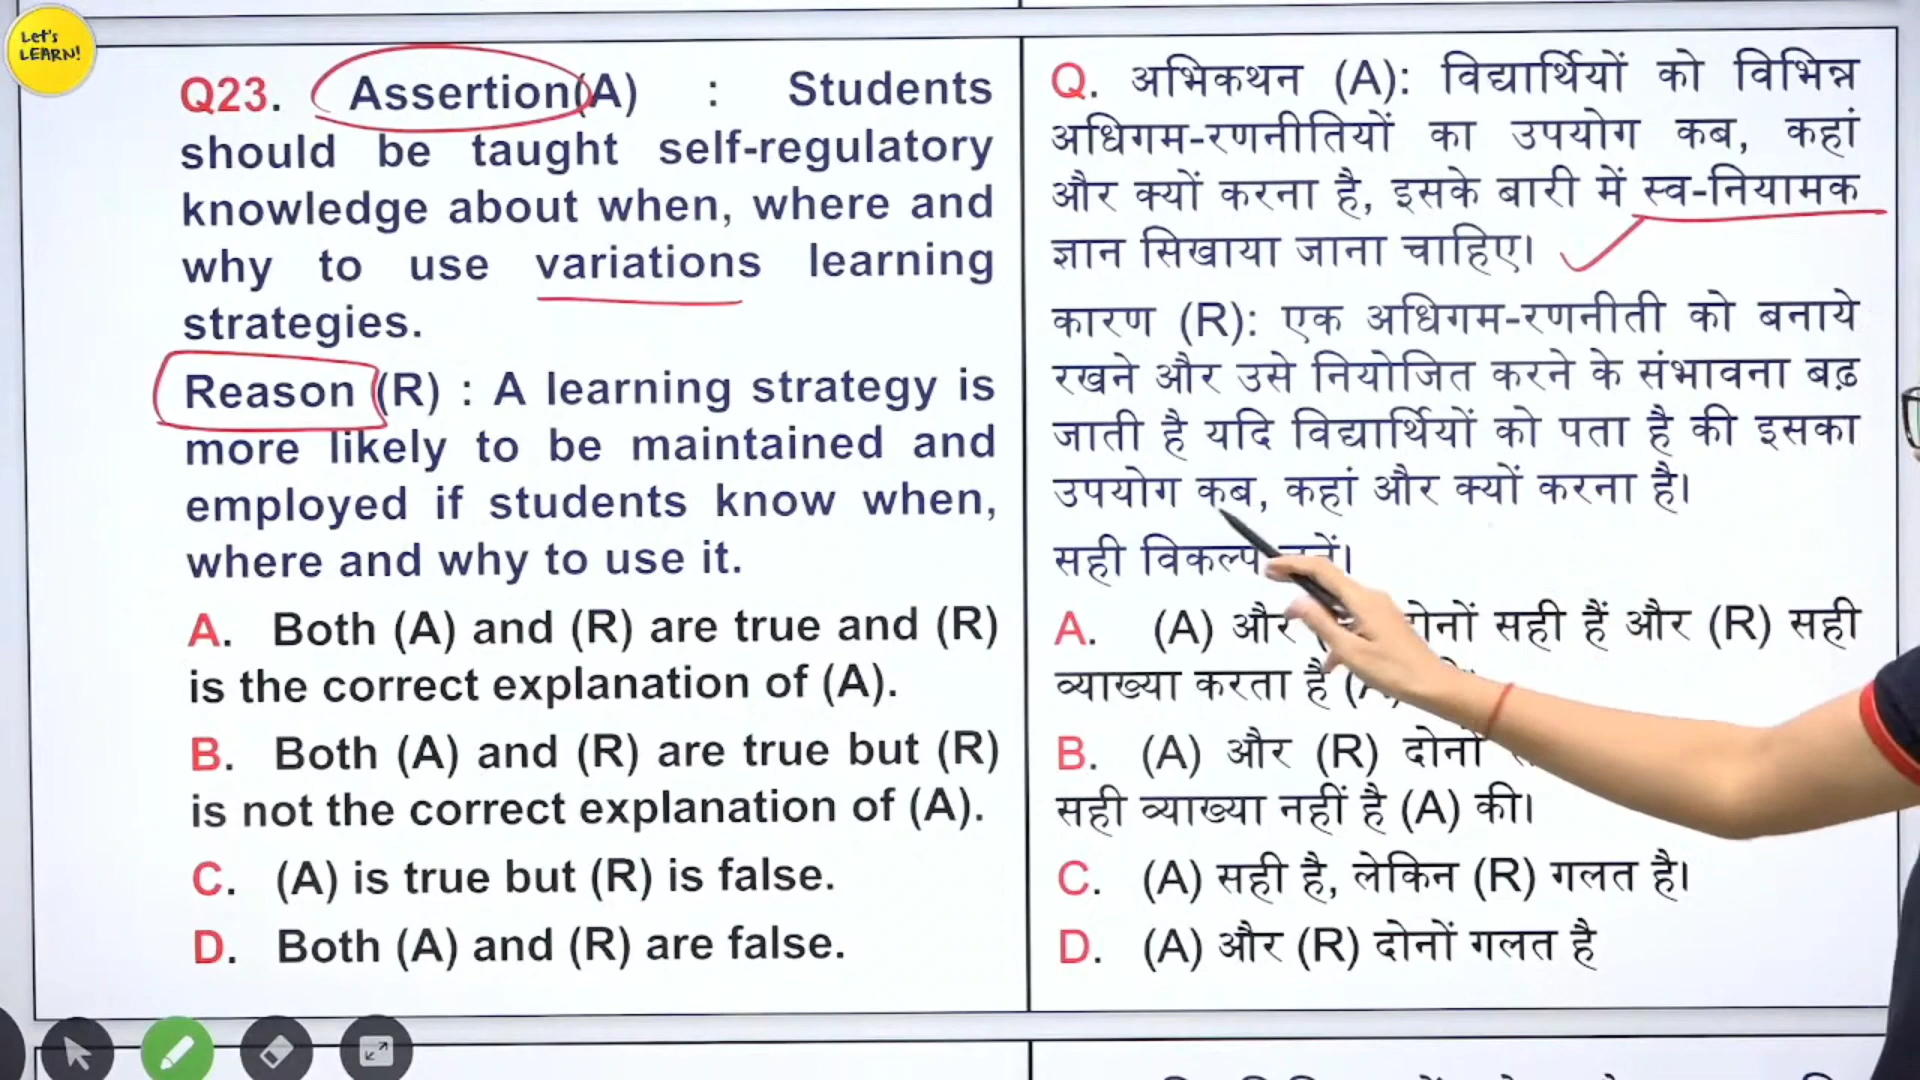 Let's
LEARN!
Q23. Assertion(A) : Students
should be taught self-regulatory
knowledge about when, where and
why to use variations learning
strategies.
Reason (R) : A learning strategy is
more likely to be maintained and
employed if students know when,
where and why to use it.
A. Both (A) and (R) are true and (R)
is the correct explanation of (A).
B. Both (A) and (R) are true but (R)
is not the correct explanation of (A).
C. (A) is true but (R) is false.
D. Both (A) and (R) are false.
Q. अभिकथन (A): विद्यार्थियों को विभिन्न
अधिगम-रणनीतियों का उपयोग कब, कहां
और क्यों करना है, इसके बारी में स्व-नियामक
ज्ञान सिखाया जाना चाहिए।
कारण (R): एक अधिगम-रणनीती को बनाये
रखने और उसे नियोजित करने के संभावना बढ़
जाती है यदि विद्यार्थियों को पता है की इसका
उपयोग कब, कहां और क्यों करना है।
सही विकल्प
A. (A) और दोनों सही हैं और (R) सही
व्याख्या करता है
B. (A) और (R) दोनों
सही व्याख्या नहीं है (A) की।
C. (A) सही है, लेकिन (R) गलत है।
D. (A) और (R) दोनों गलत है